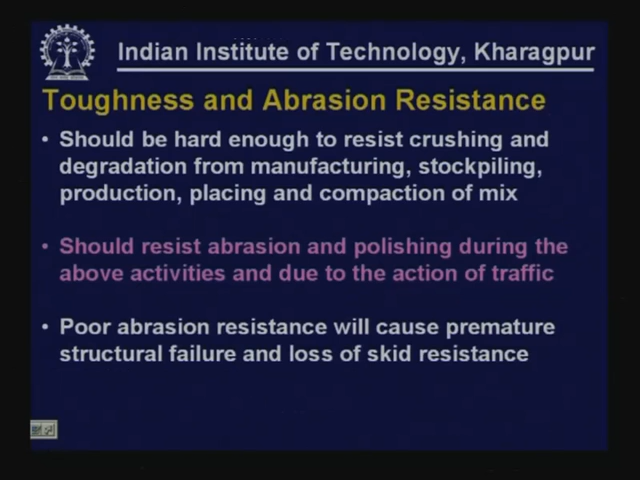 Indian Institute of Technology, Kharagpur
Toughness and Abrasion Resistance
• Should be hard enough to resist crushing and
degradation from manufacturing, stockpiling,
production, placing and compaction of mix
• Should resist abrasion and polishing during the
above activities and due to the action of traffic
• Poor abrasion resistance will cause premature
structural failure and loss of skid resistance